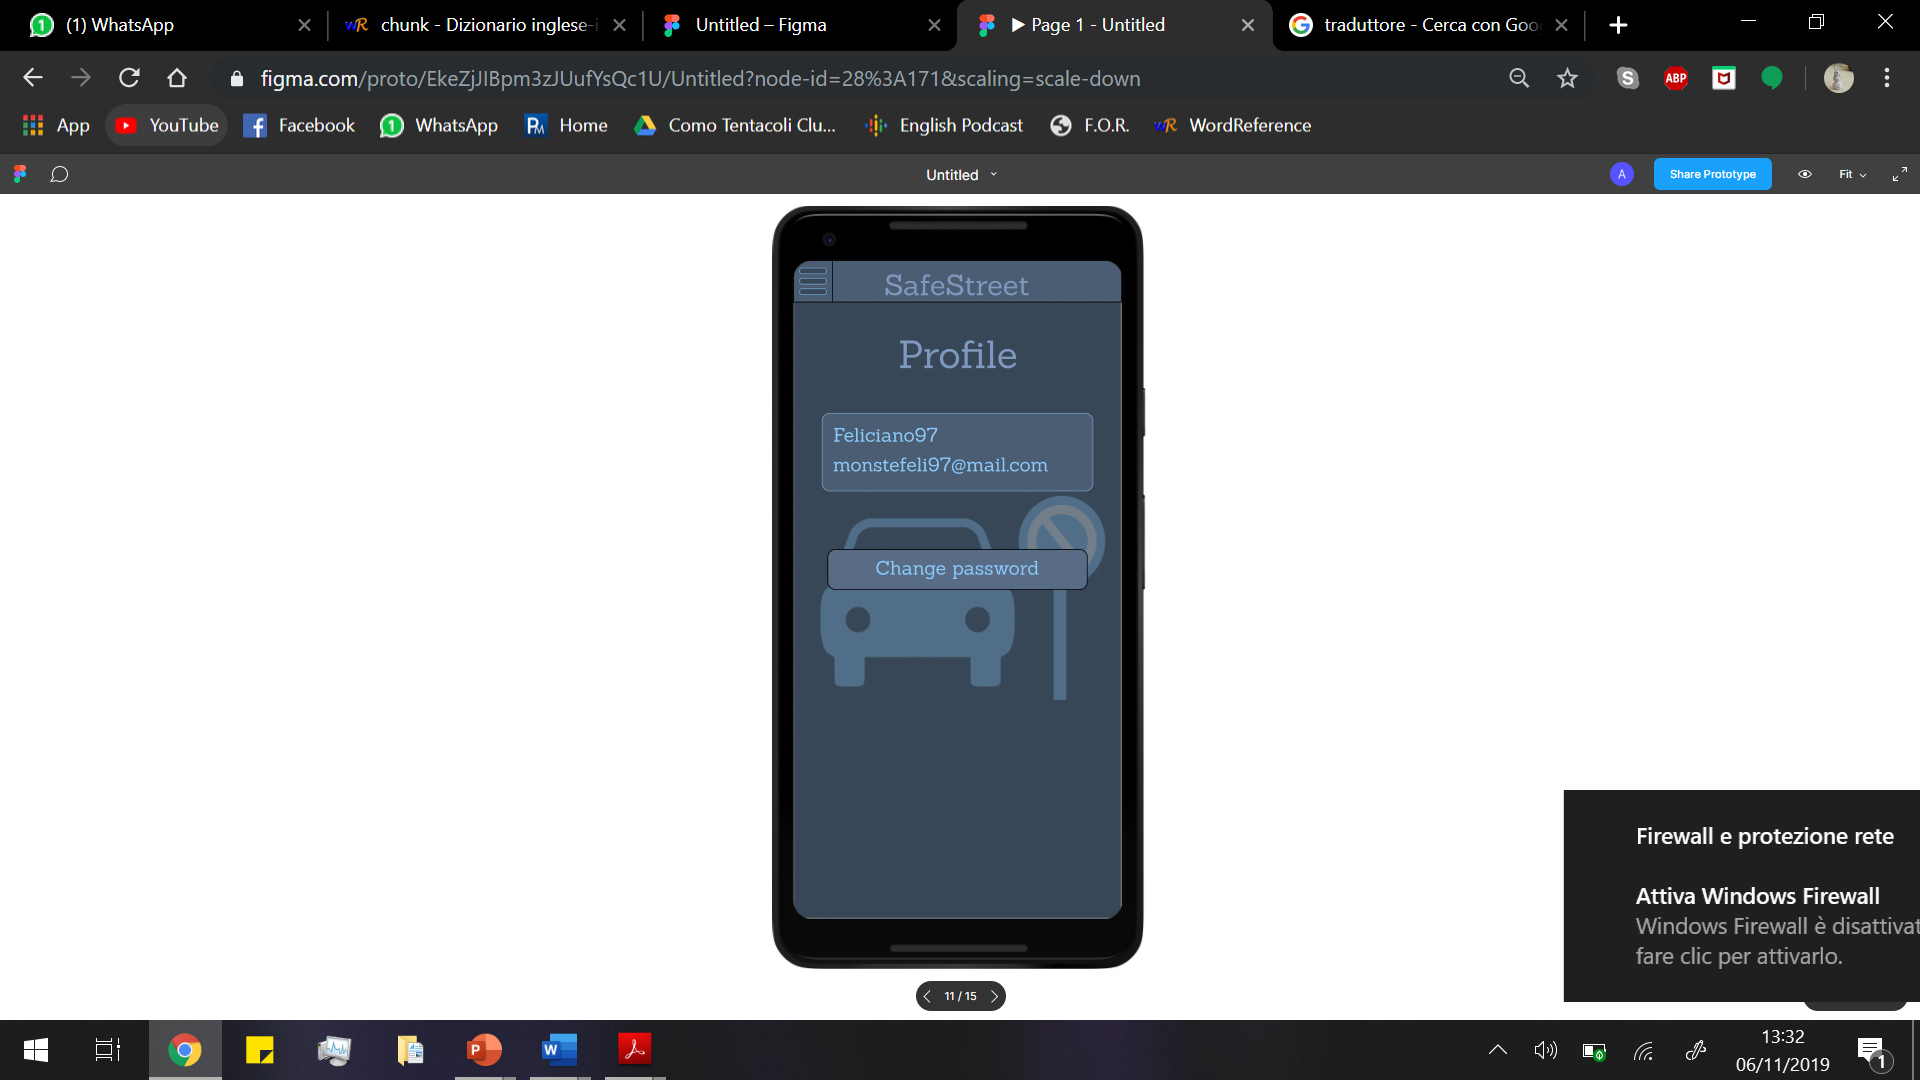 (1) WhatsApp
chunk - Dizionario inglese-i
Untitled – Figma
▶ Page 1 - Untitled
traduttore - Cerca con Goo
figma.com/proto/EkeZjJIBpm3zJUufYsQc1U/Untitled?node-id=28%3A171&scaling=scale-down
ABP
App
YouTube
Facebook
WhatsApp
Home
Como Tentacoli Clu...
English Podcast
F.O.R.
WordReference
Untitled
A
Share Prototype
Fit
SafeStreet
Profile
Feliciano97
monstefeli97@mail.com
Change password
11 / 15
Firewall e protezione rete
Attiva Windows Firewall
Windows Firewall è disattivat
fare clic per attivarlo.
13:32
06/11/2019
1